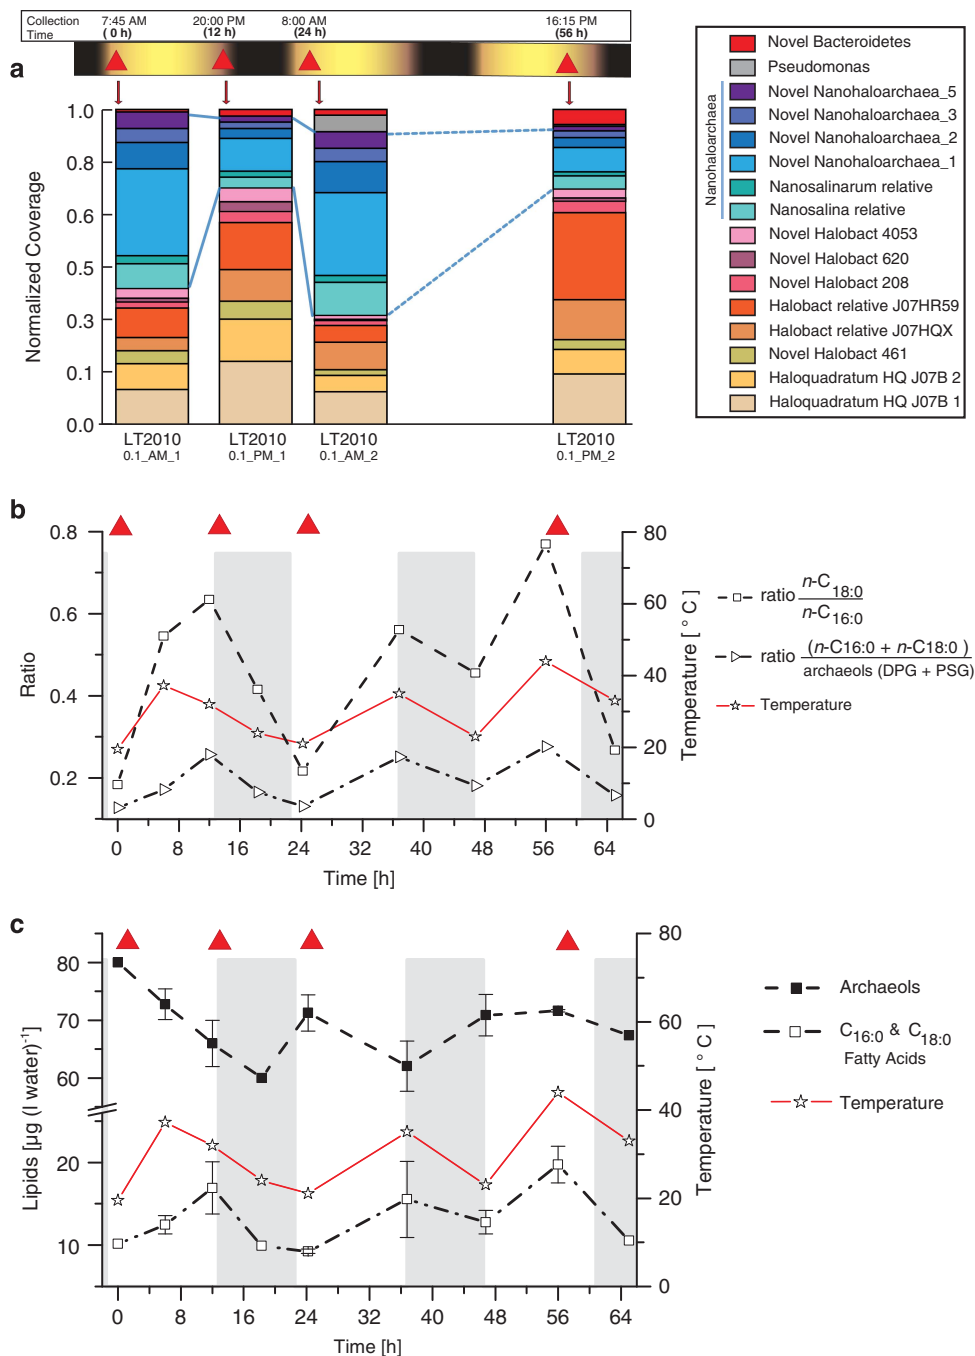 Collection Time
7:45 AM
( 0 h)
20:00 PM
(12 h)
8:00 AM
(24 h)
16:15 PM
(56 h)
a
Normalized Coverage
1.0
0.8
0.6
0.5
0.3
0.1
0.0
LT2010
0.1_AM_1
LT2010
0.1_PM_1
LT2010
0.1_AM_2
LT2010
0.1_PM_2
Nanohaloarchaea
Novel Bacteroidetes
Pseudomonas
Novel Nanohaloarchaea_5
Novel Nanohaloarchaea_3
Novel Nanohaloarchaea_2
Novel Nanohaloarchaea_1
Nanosalinarum relative
Nanosalina relative
Novel Halobact 4053
Novel Halobact 620
Novel Halobact 208
Halobact relative J07HR59
Halobact relative J07HQX
Novel Halobact 461
Haloquadratum HQ J07B 2
Haloquadratum HQ J07B 1
b
Ratio
0.8
0.6
0.4
0.2
0 8 16 24 32 40 48 56 64
Time [h]
80
60
40
20
0
Temperature [ ° C]
ratio n-C18:0
n-C16:0
ratio (n-C16:0 + n-C18:0 )
archaeols (DPG + PSG)
Temperature
c
Lipids [µg (l water)-1]
80
70
60
20
10
0 8 16 24 32 40 48 56 64
Time [h]
80
60
40
20
0
Temperature [ ° C]
Archaeols
C16:0 & C18:0
Fatty Acids
Temperature